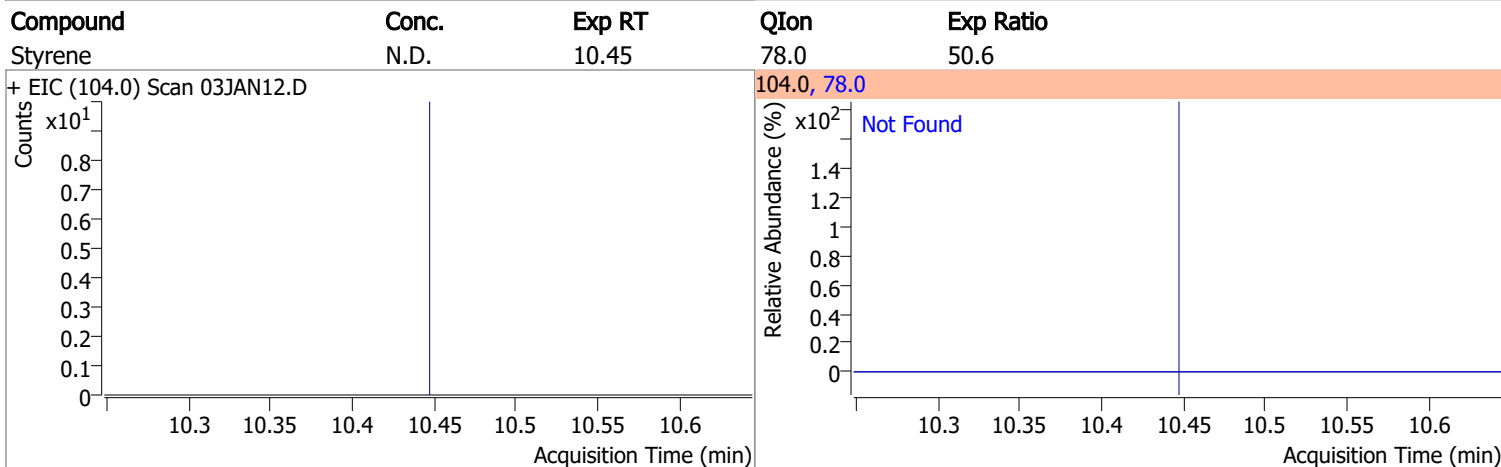 Compound Conc. Exp RT QIon Exp Ratio
Styrene N.D. 10.45 78.0 50.6
+ EIC (104.0) Scan 03JAN12.D
Counts
x10¹
0.8
0.7
0.6
0.5
0.4
0.3
0.2
0.1
0
10.3 10.35 10.4 10.45 10.5 10.55 10.6
Acquisition Time (min)
104.0, 78.0
Relative Abundance (%)
x10²
Not Found
1.4
1.2
1
0.8
0.6
0.4
0.2
0
10.3 10.35 10.4 10.45 10.5 10.55 10.6
Acquisition Time (min)